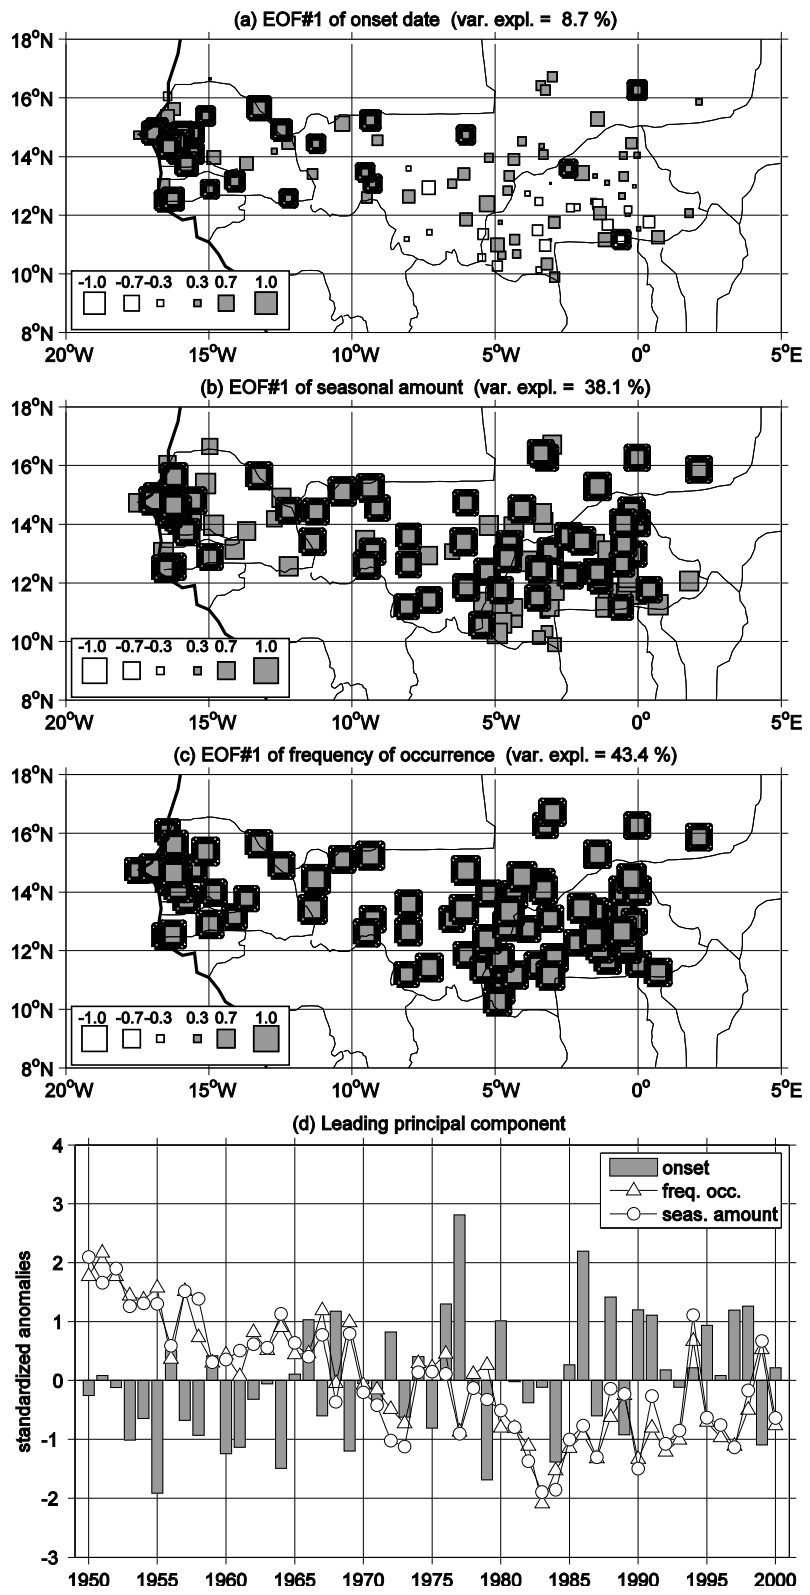 (a) EOF#1 of onset date (var. expl. = 8.7 %)
18°N
16°N
14°N
12°N
10°N
8°N
-1.0 -0.7 -0.3 0.3 0.7 1.0
20°W 15°W 10°W 5°W 0° 5°E
(b) EOF#1 of seasonal amount (var. expl. = 38.1 %)
18°N
16°N
14°N
12°N
10°N
8°N
-1.0 -0.7 -0.3 0.3 0.7 1.0
20°W 15°W 10°W 5°W 0° 5°E
(c) EOF#1 of frequency of occurrence (var. expl. = 43.4 %)
18°N
16°N
14°N
12°N
10°N
8°N
-1.0 -0.7 -0.3 0.3 0.7 1.0
20°W 15°W 10°W 5°W 0° 5°E
(d) Leading principal component
standardized anomalies
4
3
2
1
0
-1
-2
-3
onset
freq. occ.
seas. amount
1950 1955 1960 1965 1970 1975 1980 1985 1990 1995 2000